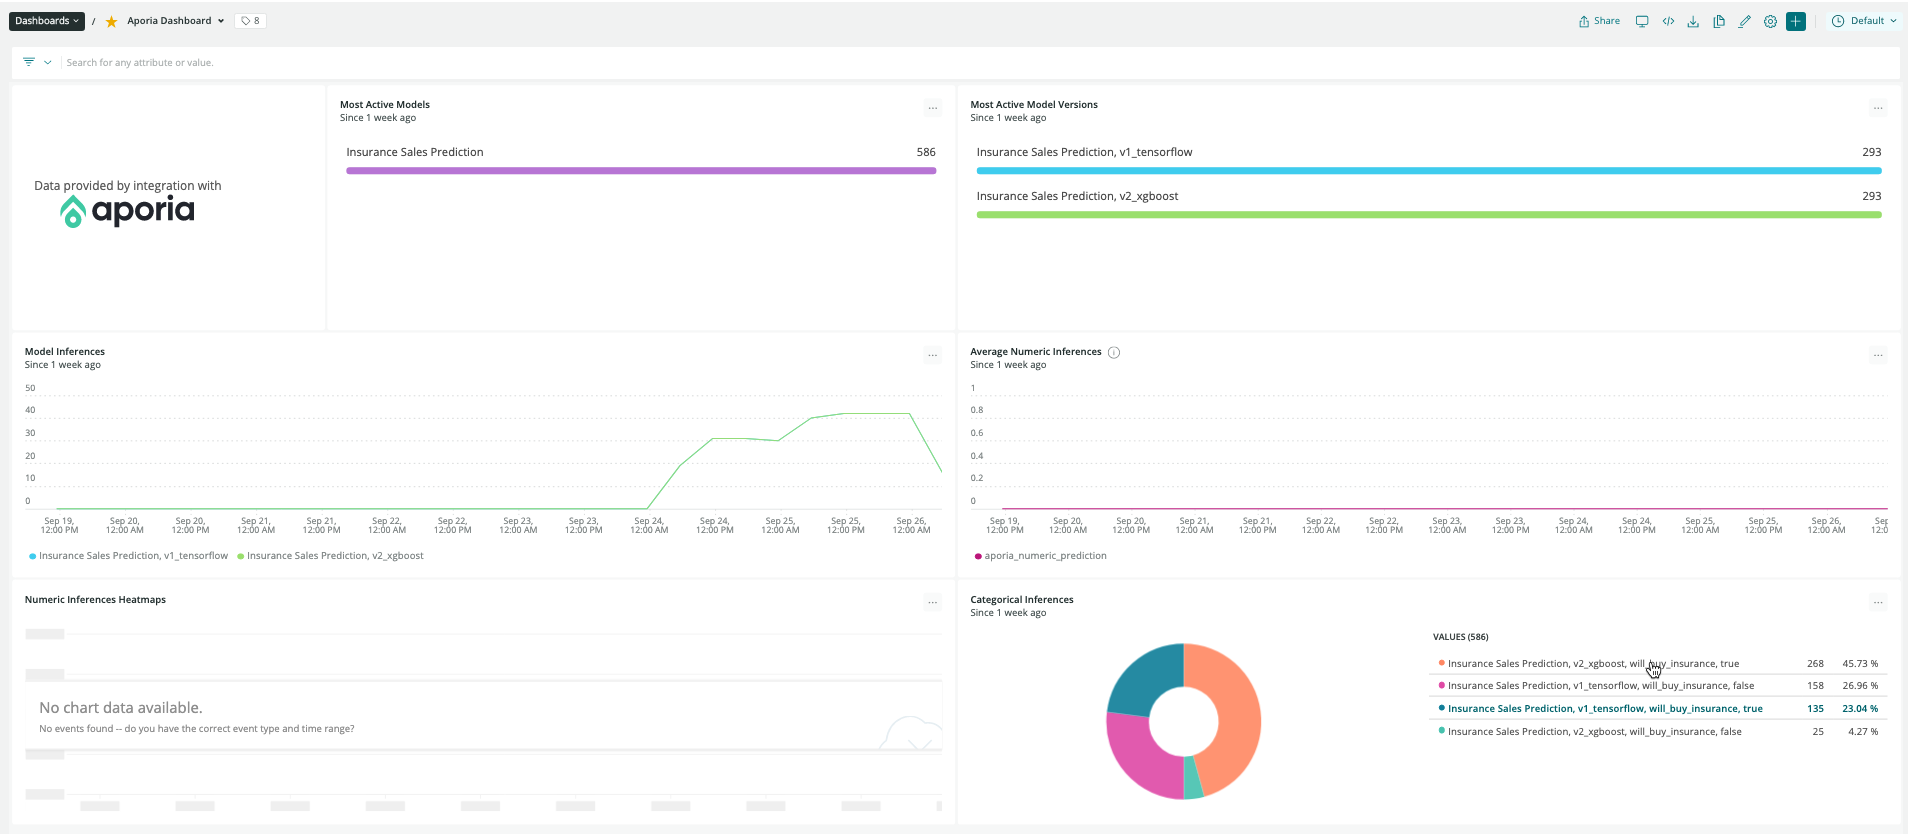 Dashboards / Aporia Dashboard 8 Share Default
Search for any attribute or value.
Data provided by integration with
aporia
Most Active Models
Since 1 week ago
Insurance Sales Prediction 586
Most Active Model Versions
Since 1 week ago
Insurance Sales Prediction, v1_tensorflow 293
Insurance Sales Prediction, v2_xgboost 293
Model Inferences
Since 1 week ago
50
40
30
20
10
0
Sep 19, Sep 20, Sep 20, Sep 21, Sep 21, Sep 22, Sep 22, Sep 23, Sep 23, Sep 24, Sep 24, Sep 25, Sep 25, Sep 26,
12:00 PM 12:00 AM 12:00 PM 12:00 AM 12:00 PM 12:00 AM 12:00 PM 12:00 AM 12:00 PM 12:00 AM 12:00 PM 12:00 AM 12:00 PM 12:00 AM
Insurance Sales Prediction, v1_tensorflow Insurance Sales Prediction, v2_xgboost
Average Numeric Inferences
Since 1 week ago
1
0.8
0.6
0.4
0.2
0
Sep 19, Sep 20, Sep 20, Sep 21, Sep 21, Sep 22, Sep 22, Sep 23, Sep 23, Sep 24, Sep 24, Sep 25, Sep 25, Sep 26, Sep
12:00 PM 12:00 AM 12:00 PM 12:00 AM 12:00 PM 12:00 AM 12:00 PM 12:00 AM 12:00 PM 12:00 AM 12:00 PM 12:00 AM 12:00 PM 12:00 AM 12:0
aporia_numeric_prediction
Numeric Inferences Heatmaps
No chart data available.
No events found -- do you have the correct event type and time range?
Categorical Inferences
Since 1 week ago
VALUES (586)
Insurance Sales Prediction, v2_xgboost, will_buy_insurance, true 268 45.73 %
Insurance Sales Prediction, v1_tensorflow, will_buy_insurance, false 158 26.96 %
Insurance Sales Prediction, v1_tensorflow, will_buy_insurance, true 135 23.04 %
Insurance Sales Prediction, v2_xgboost, will_buy_insurance, false 25 4.27 %